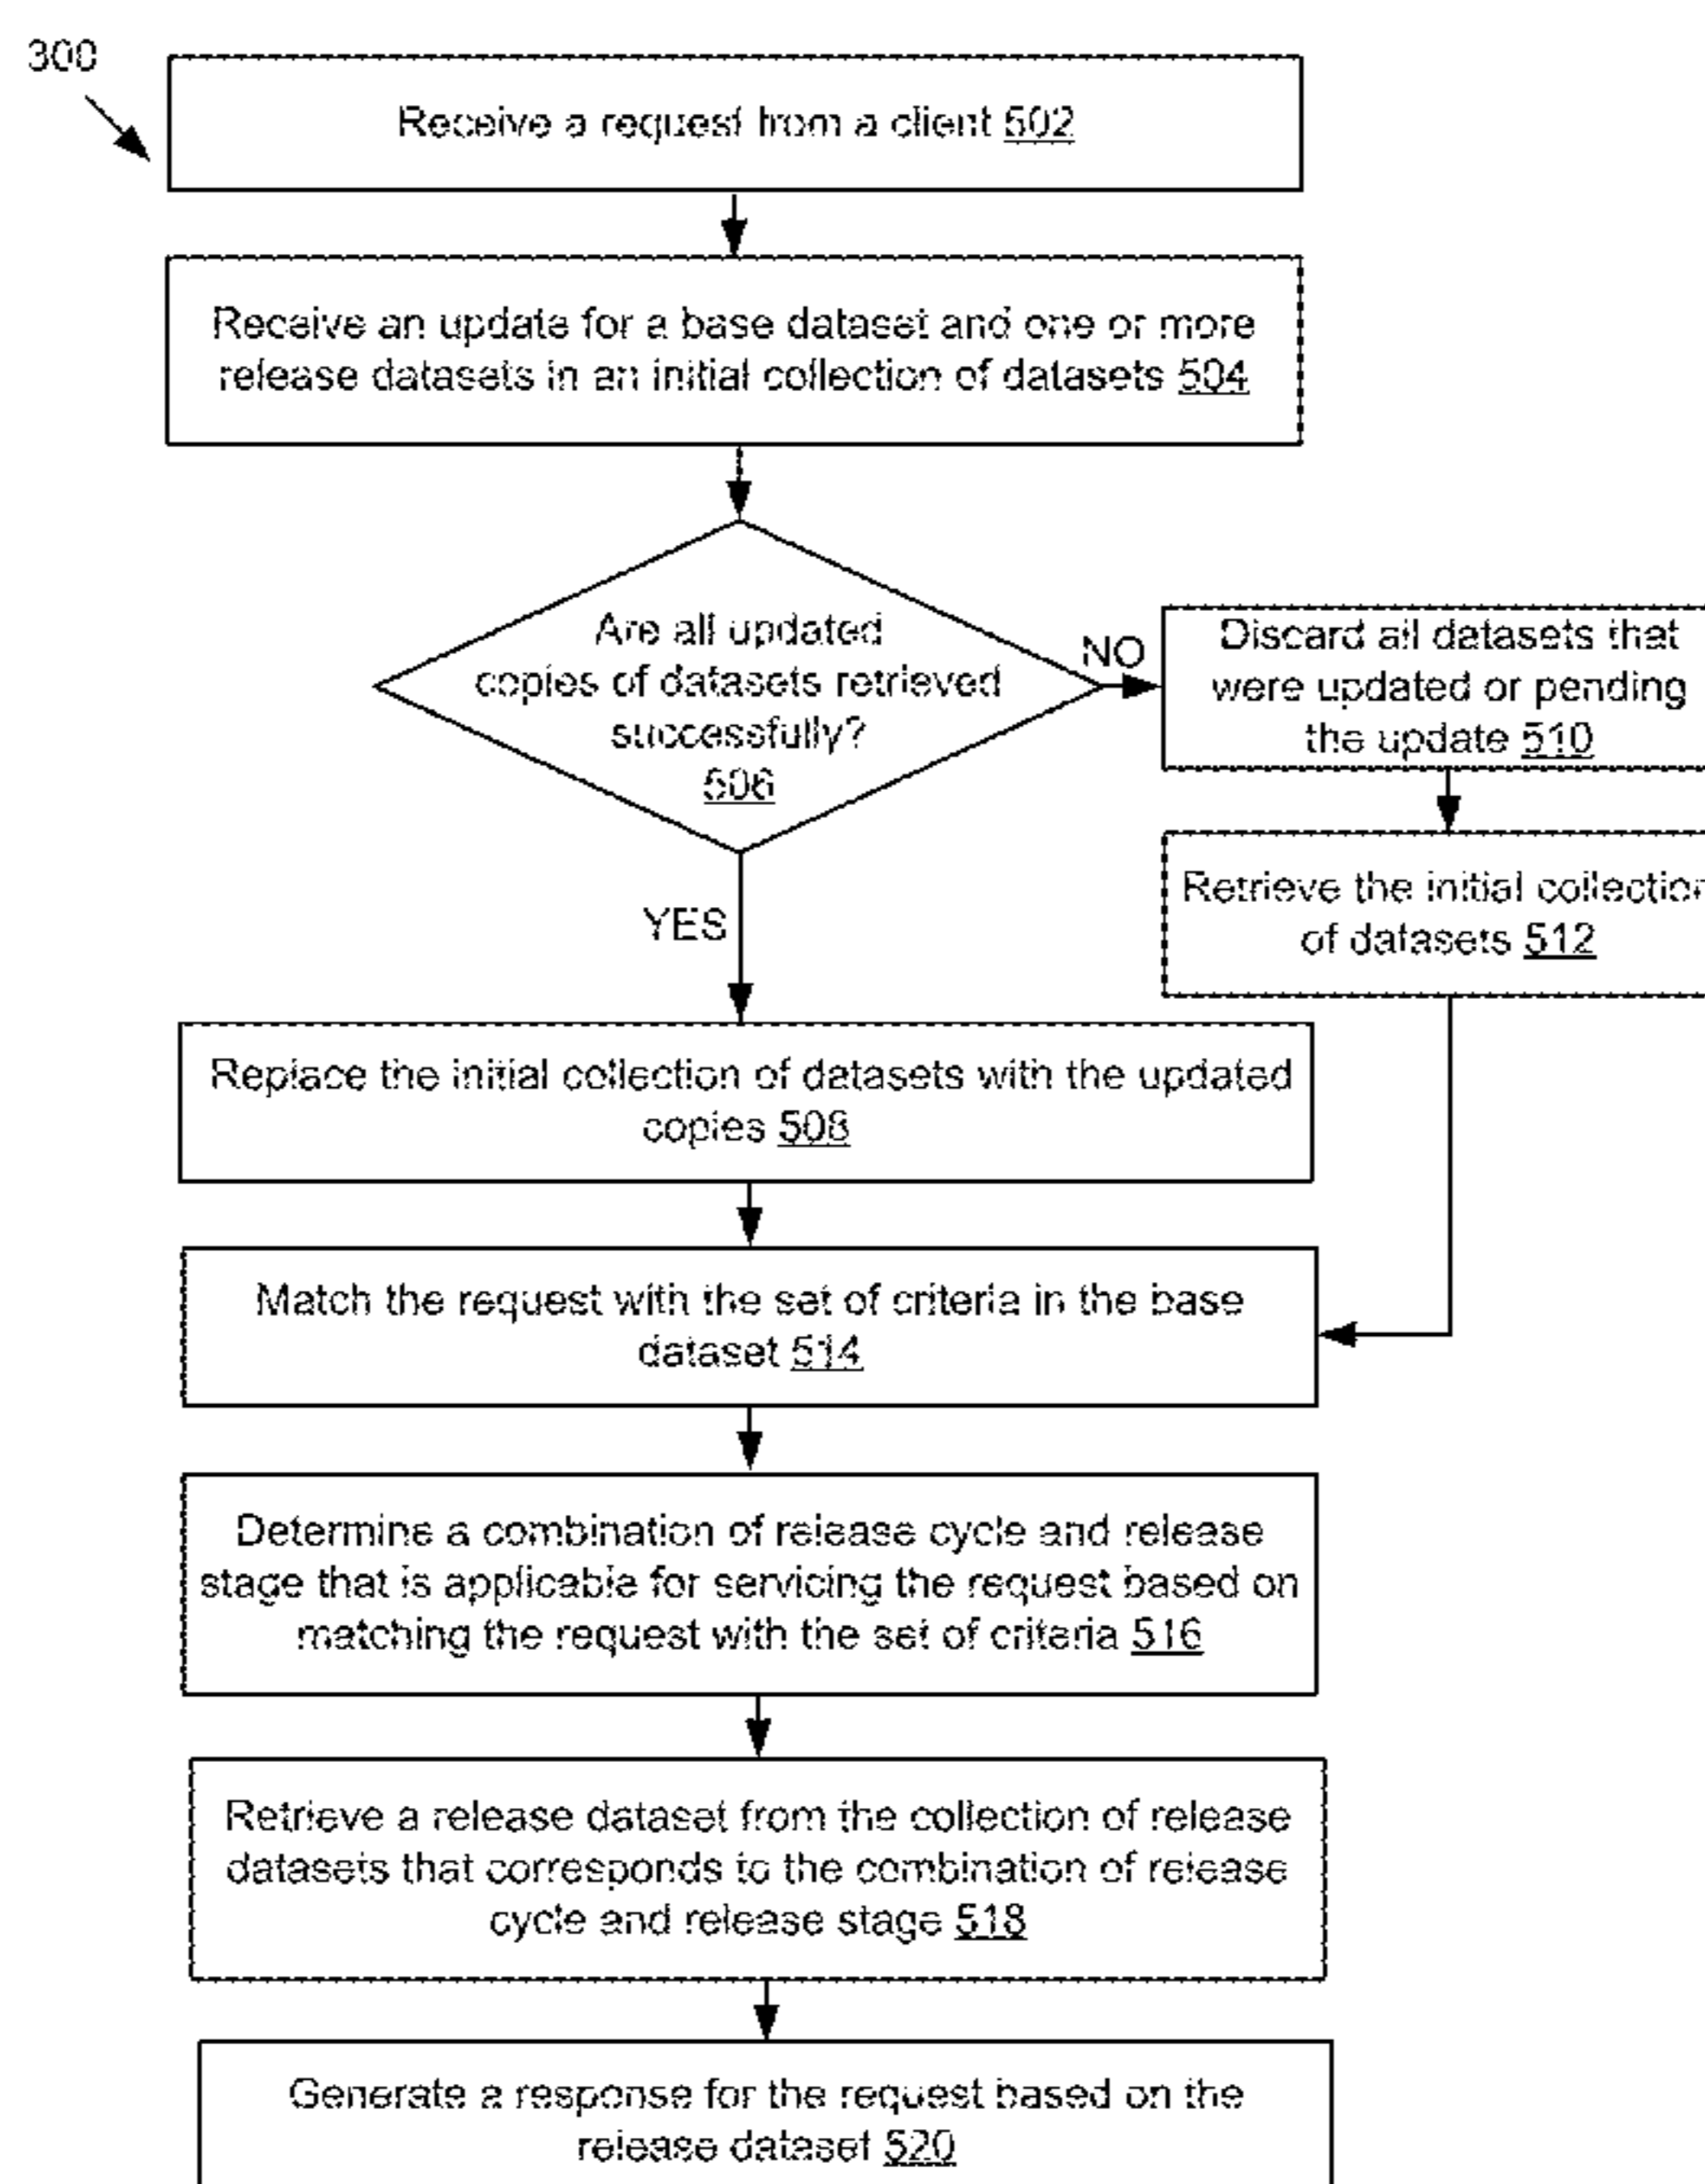 300
Receive a request from a client 502
Receive an update for a base dataset and one or more
release datasets in an initial collection of datasets 504
Are all updated
copies of datasets retrieved
successfully?
506
NO
Discard all datasets that
were updated or pending
the update 510
Retrieve the initial collection
of datasets 512
YES
Replace the initial collection of datasets with the updated
copies 508
Match the request with the set of criteria in the base
dataset 514
Determine a combination of release cycle and release
stage that is applicable for servicing the request based on
matching the request with the set of criteria 516
Retrieve a release dataset from the collection of release
datasets that corresponds to the combination of release
cycle and release stage 518
Generate a response for the request based on the
release dataset 520